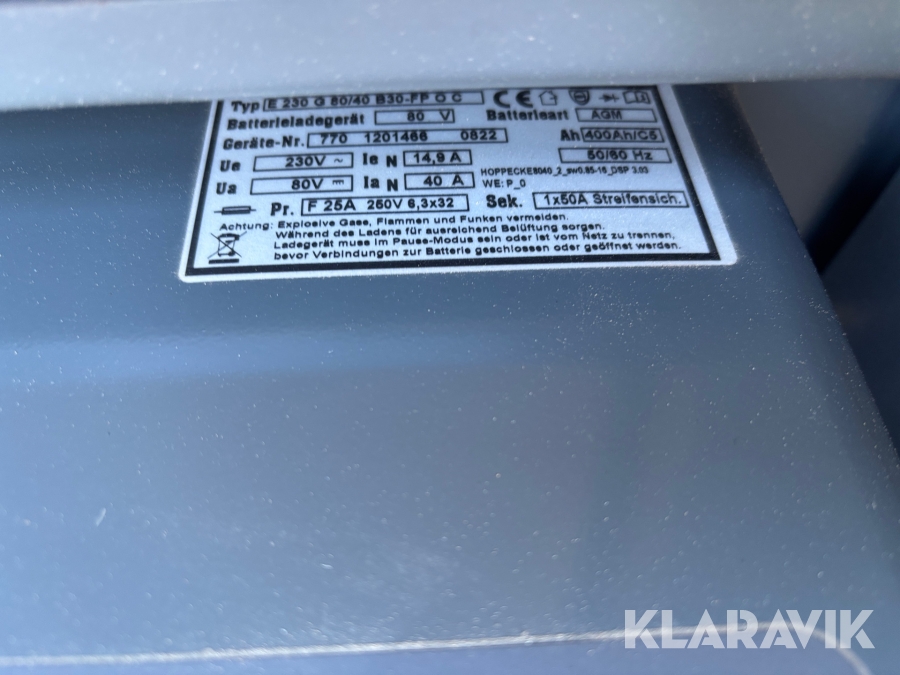 Typ E 230 G 80/40 B30-FP O C CE
Batterieladegerät 80 V Batterieart AGM
Geräte-Nr. 770 1201466 0822 Ah 400Ah/C5
Ue 230V ~ Ie N 14,9 A 50/60 Hz
HOPPECKE8040_2_sw0.85-16_DSP 3.03
Ua 80V Ia N 40 A WE: P_0
Pr. F 25A 250V 6,3x32 Sek. 1x50A Streifensich.
Achtung: Explosive Gase, Flammen und Funken vermeiden.
Während des Ladens für ausreichend Belüftung sorgen.
Ladegerät muss im Pause-Modus sein oder ist vom Netz zu trennen,
bevor Verbindungen zur Batterie geschlossen oder geöffnet werden.
KLARAVIK